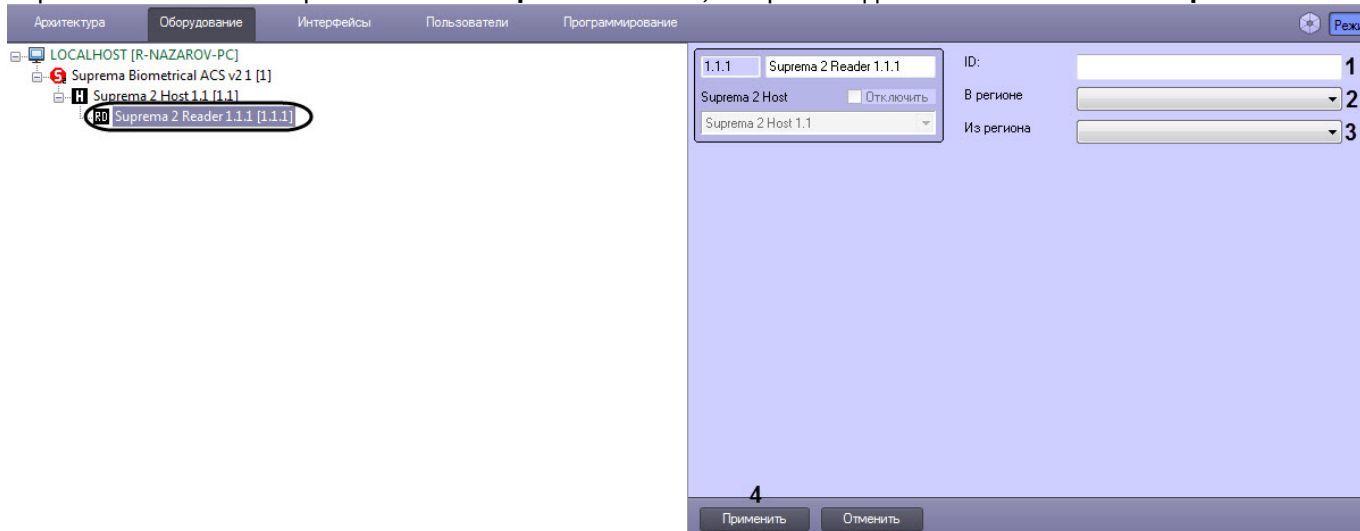 Архитектура Оборудование Интерфейсы Пользователи Программирование
LOCALHOST [R-NAZAROV-PC]
Suprema Biometrical ACS v2 1 [1]
H Suprema 2 Host 1.1 [1.1]
RD Suprema 2 Reader 1.1.1 [1.1.1]
1.1.1 Suprema 2 Reader 1.1.1
Suprema 2 Host Отключить
Suprema 2 Host 1.1
ID: 1
В регионе 2
Из региона 3
4
Применить Отменить